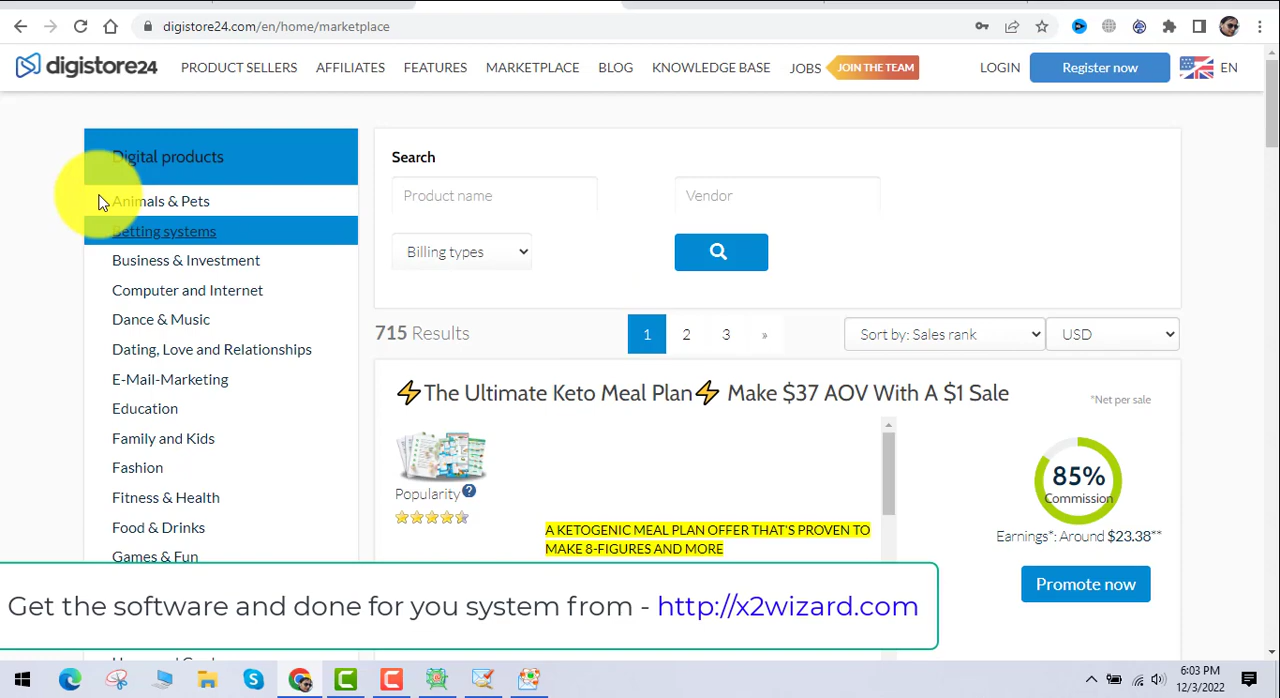 digistore24.com/en/home/marketplace
digistore24 PRODUCT SELLERS AFFILIATES FEATURES MARKETPLACE BLOG KNOWLEDGE BASE JOBS JOIN THE TEAM LOGIN Register now EN
Digital products
Animals & Pets
Betting systems
Business & Investment
Computer and Internet
Dance & Music
Dating, Love and Relationships
E-Mail-Marketing
Education
Family and Kids
Fashion
Fitness & Health
Food & Drinks
Games & Fun
Search
Product name Vendor
Billing types
715 Results 1 2 3 » Sort by: Sales rank USD
⚡The Ultimate Keto Meal Plan⚡ Make $37 AOV With A $1 Sale
*Net per sale
Popularity ?
A KETOGENIC MEAL PLAN OFFER THAT'S PROVEN TO
MAKE 8-FIGURES AND MORE
85%
Commission
Earnings*: Around $23.38**
Promote now
Get the software and done for you system from - http://x2wizard.com
6:03 PM
12/3/2022